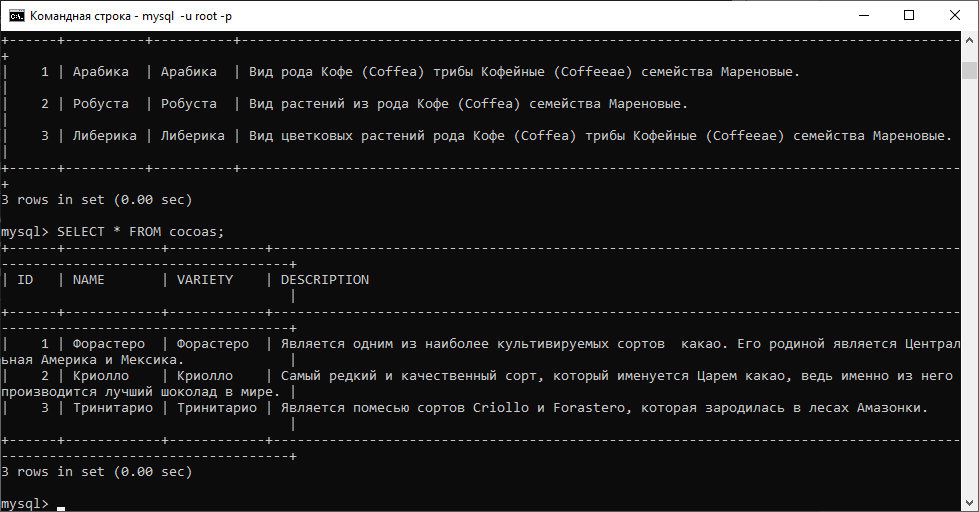 Командная строка - mysql -u root -p
+------+----------+----------+------------------------------------------------------------------------------------------
+
|    1 | Арабика  | Арабика  | Вид рода Кофе (Coffea) трибы Кофейные (Coffeeae) семейства Мареновые.
|
|    2 | Робуста  | Робуста  | Вид растений из рода Кофе (Coffea) семейства Мареновые.
|
|    3 | Либерика | Либерика | Вид цветковых растений рода Кофе (Coffea) трибы Кофейные (Coffeeae) семейства Мареновые.
|
+------+----------+----------+------------------------------------------------------------------------------------------
+
3 rows in set (0.00 sec)
mysql> SELECT * FROM cocoas;
+------+------------+------------+--------------------------------------------------------------------------------------
------------------------------------+
| ID   | NAME       | VARIETY    | DESCRIPTION
                                    |
+------+------------+------------+--------------------------------------------------------------------------------------
------------------------------------+
|    1 | Форастеро  | Форастеро  | Является одним из наиболее культивируемых сортов  какао. Его родиной является Централ
ьная Америка и Мексика.             |
|    2 | Криолло    | Криолло    | Самый редкий и качественный сорт, который именуется Царем какао, ведь именно из него
производится лучший шоколад в мире. |
|    3 | Тринитарио | Тринитарио | Является помесью сортов Criollo и Forastero, которая зародилась в лесах Амазонки.
                                    |
+------+------------+------------+--------------------------------------------------------------------------------------
------------------------------------+
3 rows in set (0.00 sec)
mysql>